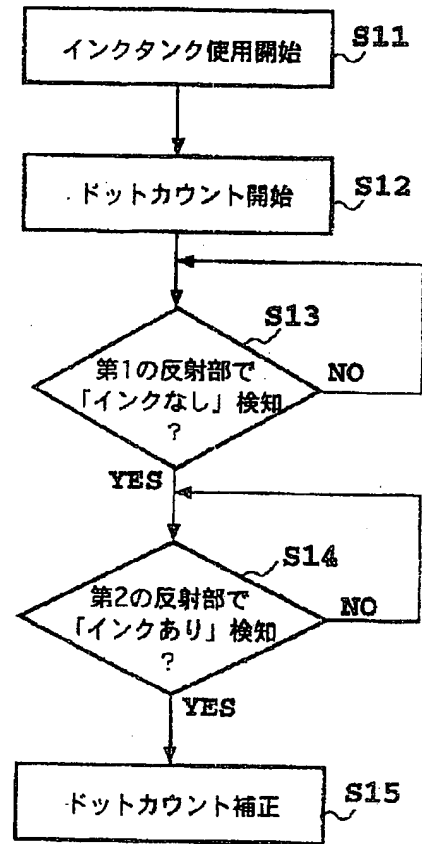 インクタンク使用開始
S11
ドットカウント開始
S12
S13
第1の反射部で
「インクなし」検知
?
NO
YES
S14
第2の反射部で
「インクあり」検知
?
NO
YES
ドットカウント補正
S15